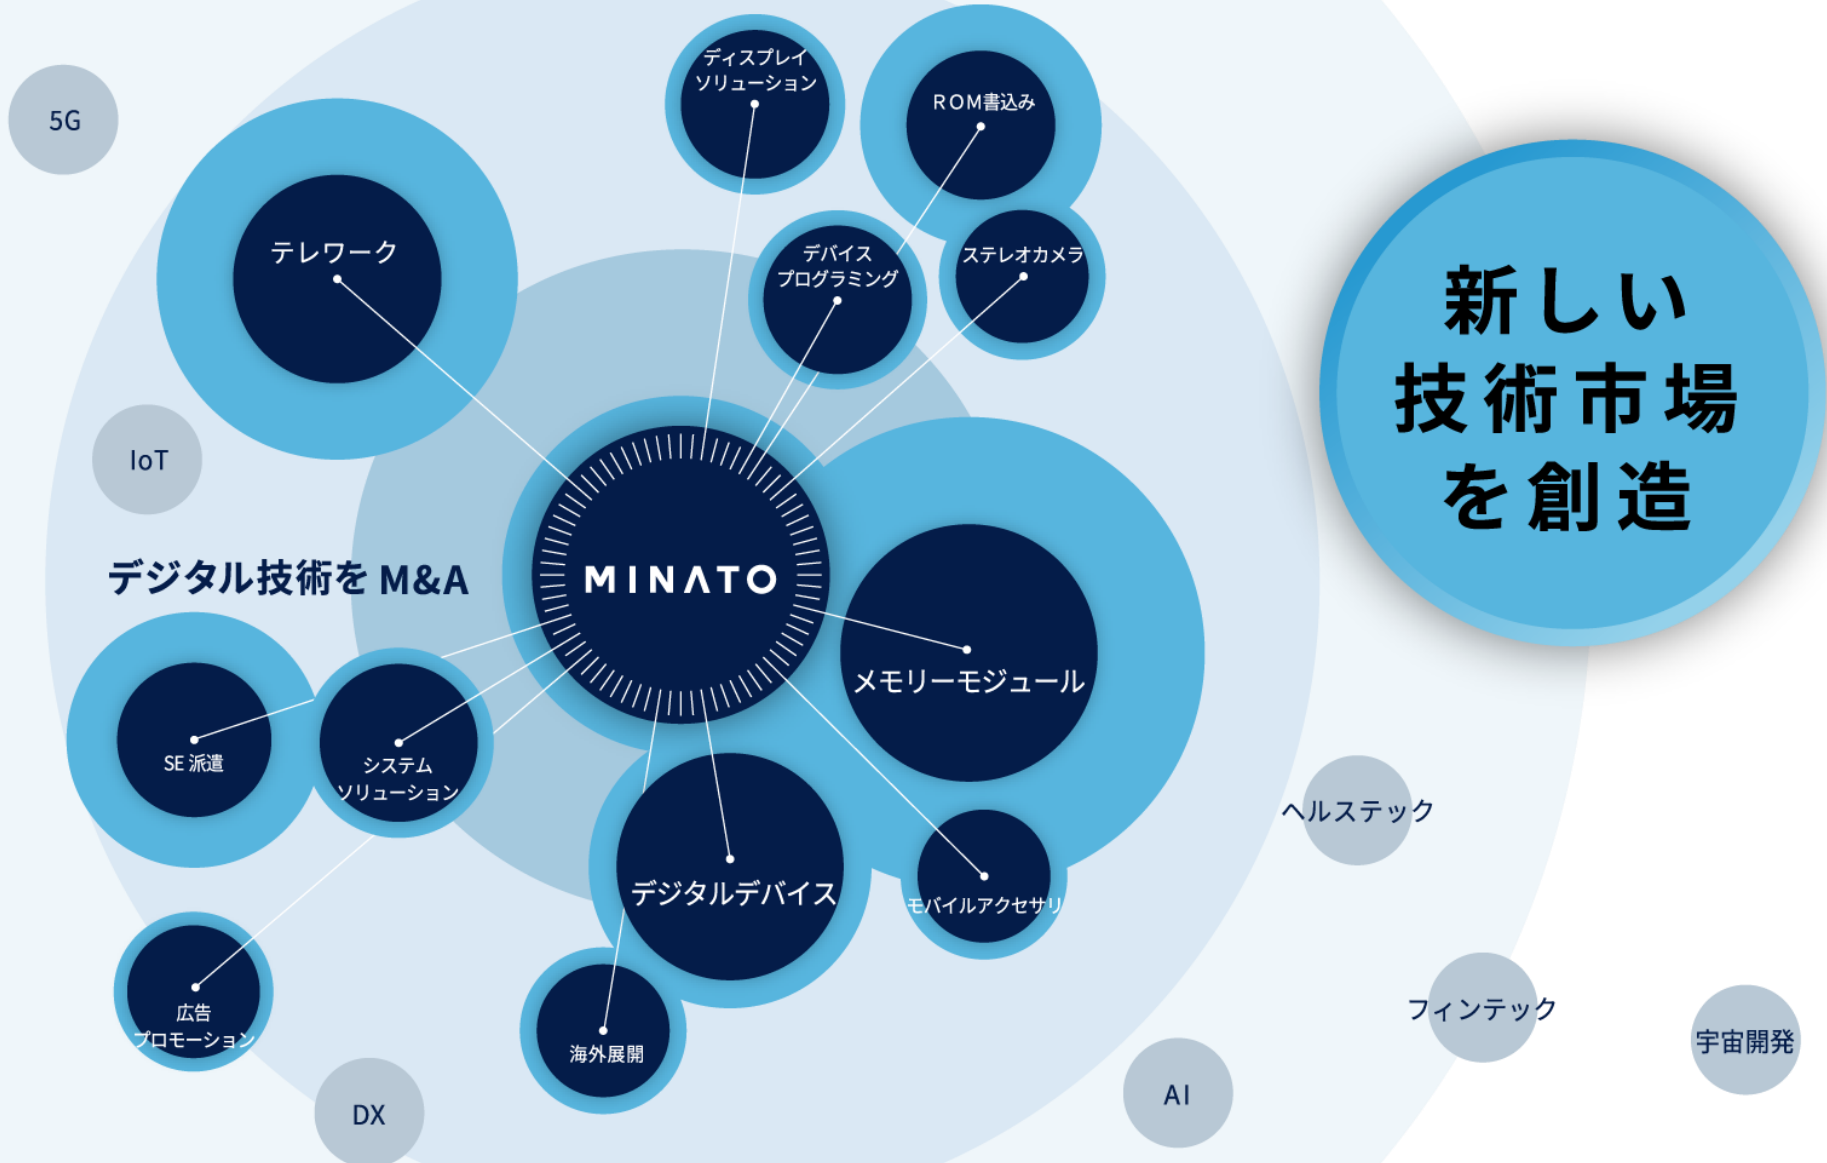 ディスプレイ
ソリューション
ROM書込み
5G
テレワーク
デバイス
プログラミング
ステレオカメラ
新しい
技術市場
を創造
IoT
デジタル技術を M&A
MINATO
メモリーモジュール
SE 派遣
システム
ソリューション
ヘルステック
デジタルデバイス
モバイルアクセサリ
広告
プロモーション
海外展開
フィンテック
宇宙開発
DX
AI